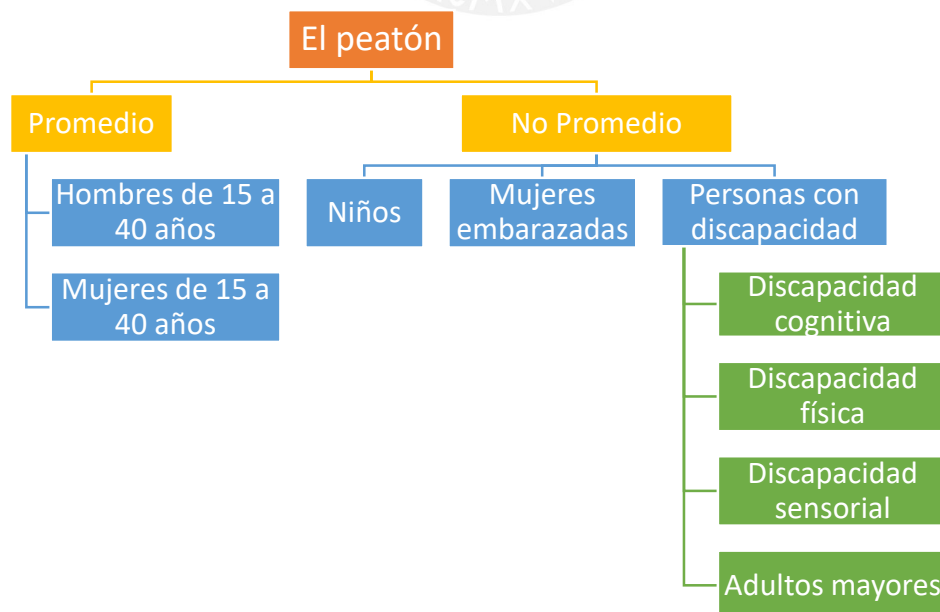 El peatón
Promedio
No Promedio
Hombres de 15 a
40 años
Mujeres de 15 a
40 años
Niños
Mujeres
embarazadas
Personas con
discapacidad
Discapacidad
cognitiva
Discapacidad
física
Discapacidad
sensorial
Adultos mayores